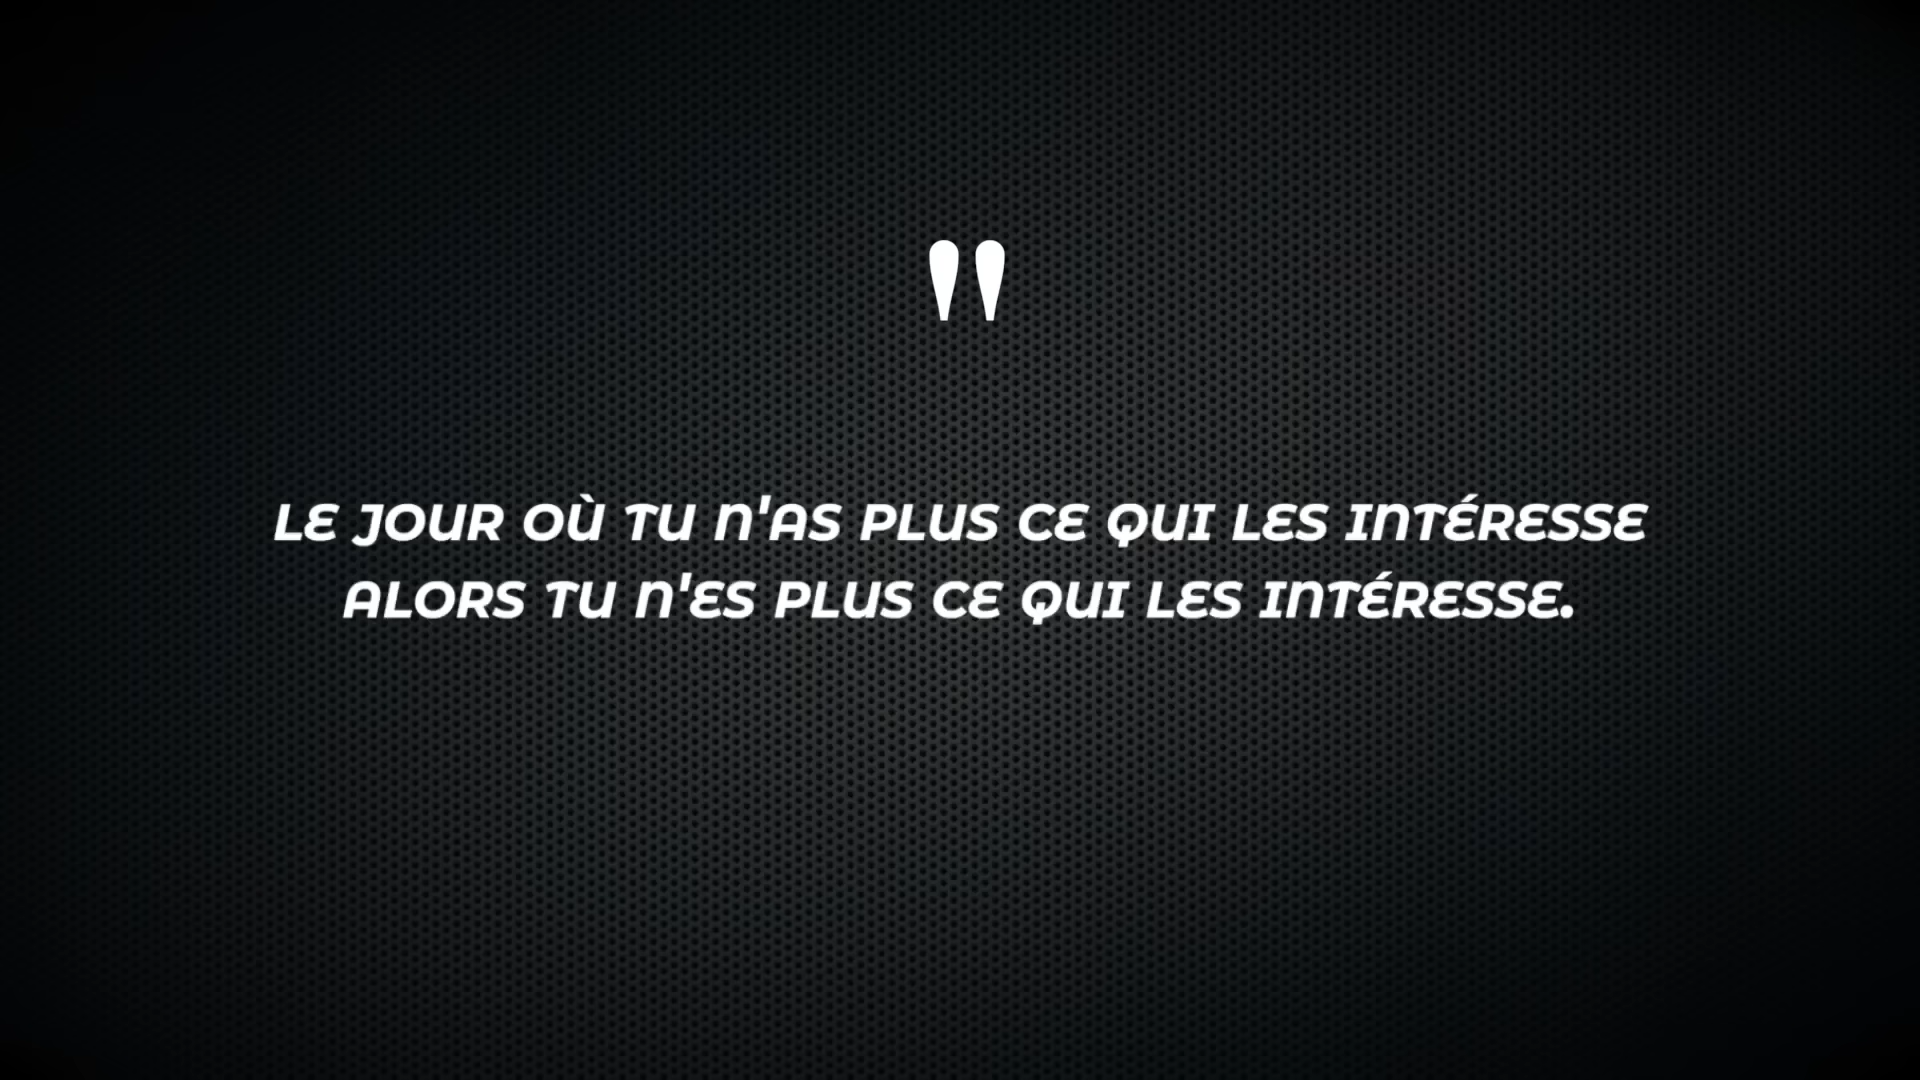 "
LE JOUR OÙ TU N'AS PLUS CE QUI LES INTÉRESSE
ALORS TU N'ES PLUS CE QUI LES INTÉRESSE.